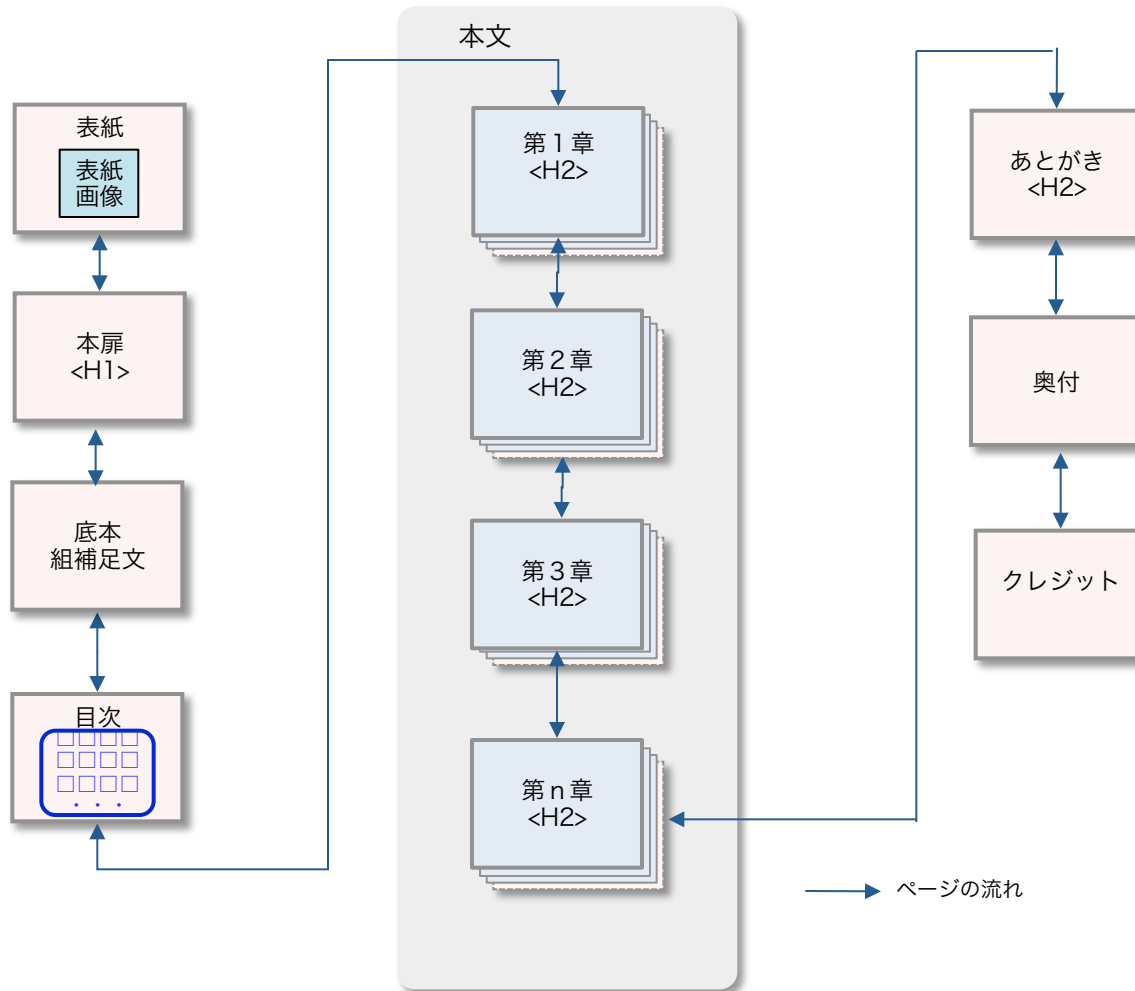 表紙
表紙
画像
本扉
<H1>
底本
組補足文
目次
□□□□
□□□□
□□□□
・・・
本文
第１章
<H2>
第２章
<H2>
第３章
<H2>
第ｎ章
<H2>
あとがき
<H2>
奥付
クレジット
ページの流れ